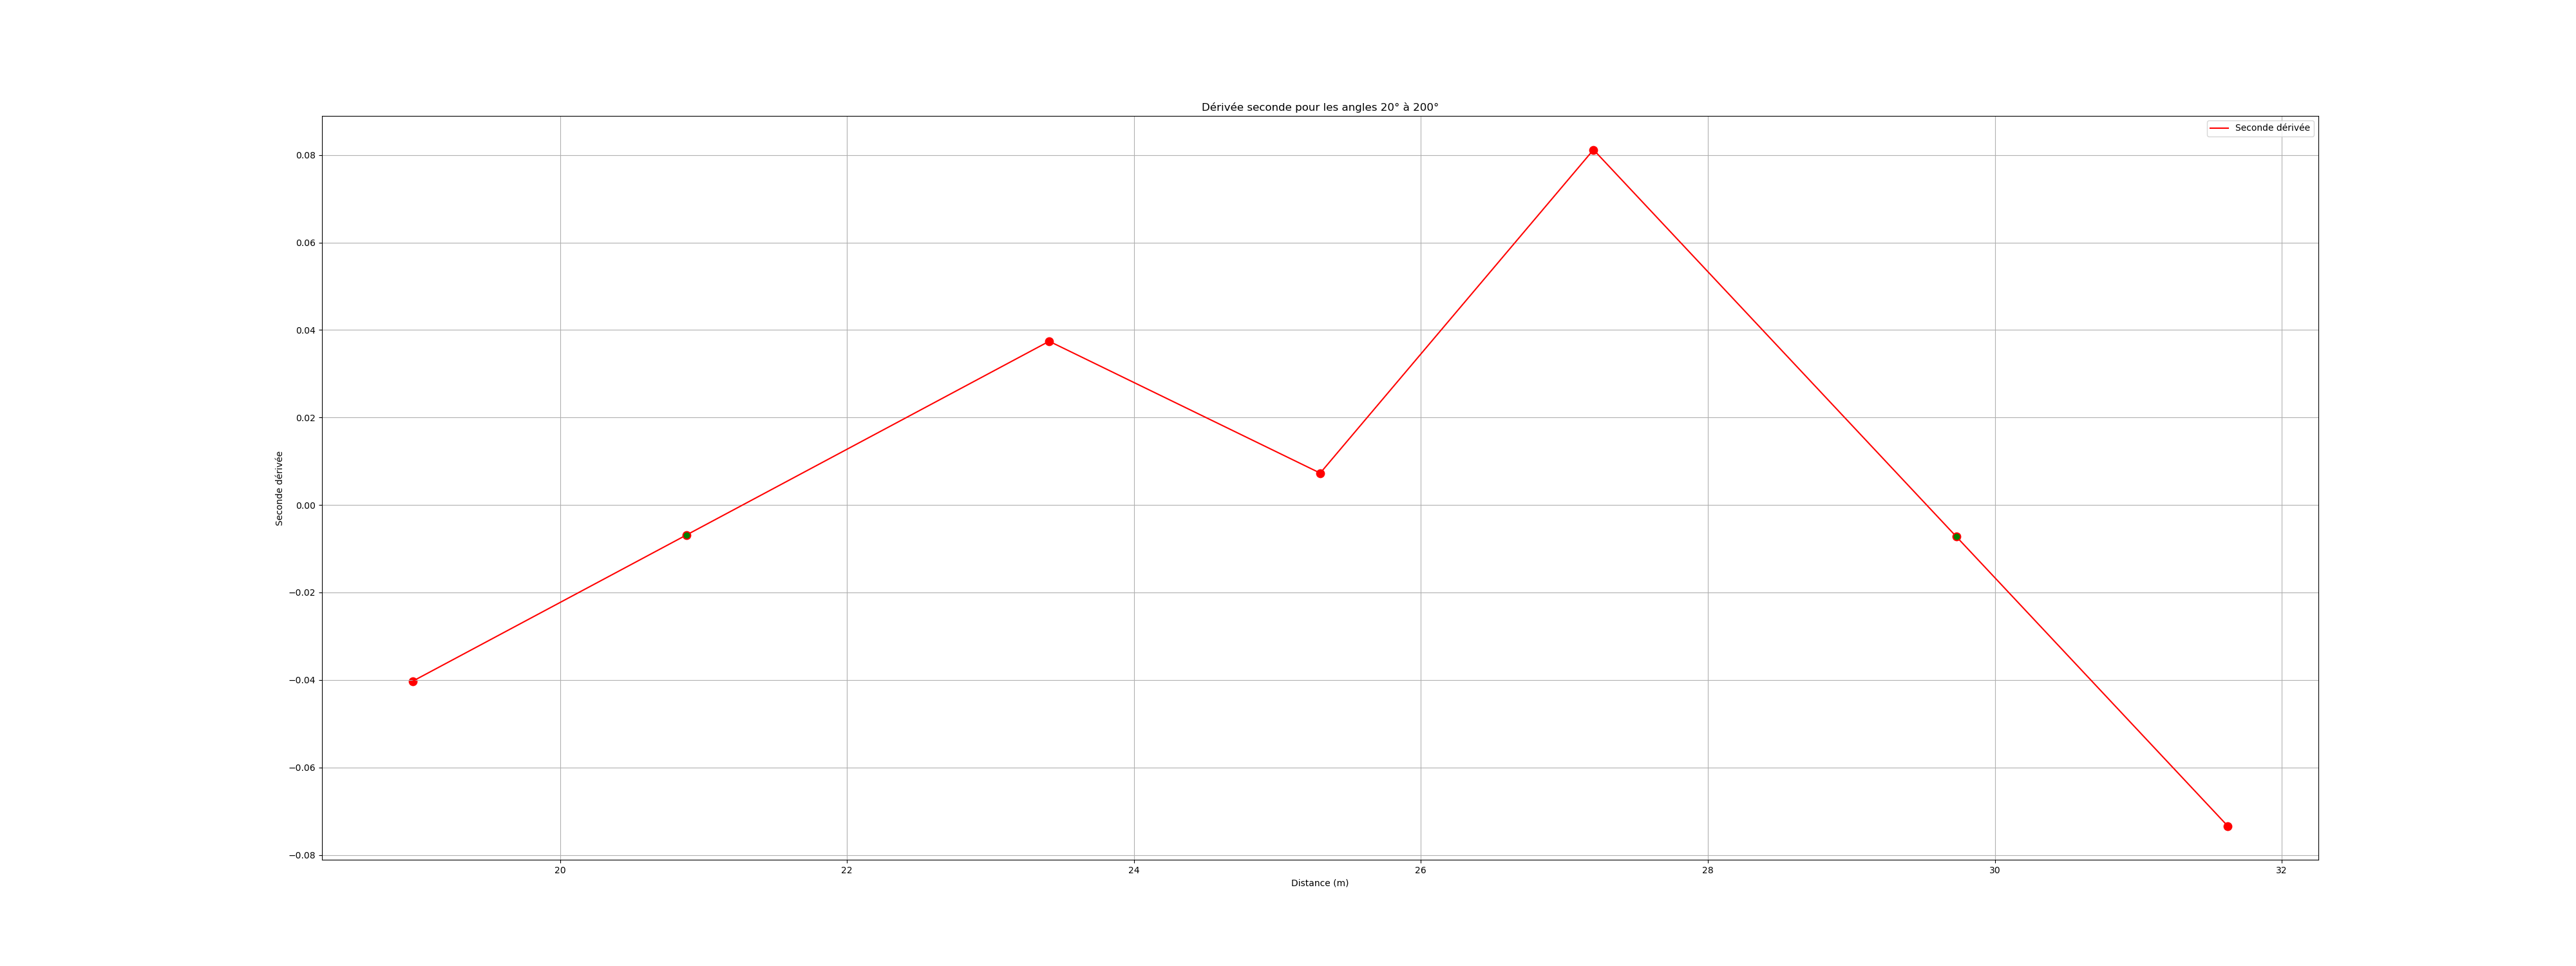 Dérivée seconde pour les angles 20° à 200°
Seconde dérivée
0.08
0.06
0.04
0.02
0.00
−0.02
−0.04
−0.06
−0.08
Seconde dérivée
20 22 24 26 28 30 32
Distance (m)